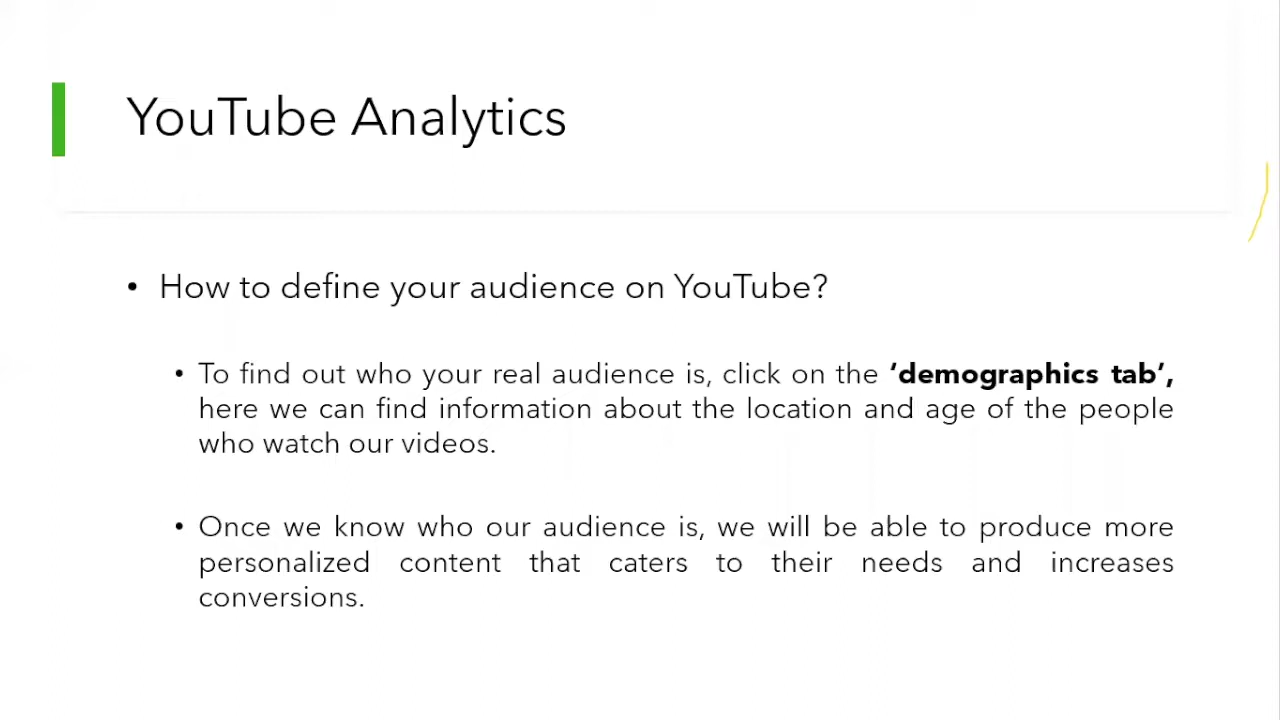 YouTube Analytics
• How to define your audience on YouTube?
• To find out who your real audience is, click on the ’demographics tab’,
here we can find information about the location and age of the people
who watch our videos.
• Once we know who our audience is, we will be able to produce more
personalized content that caters to their needs and increases
conversions.